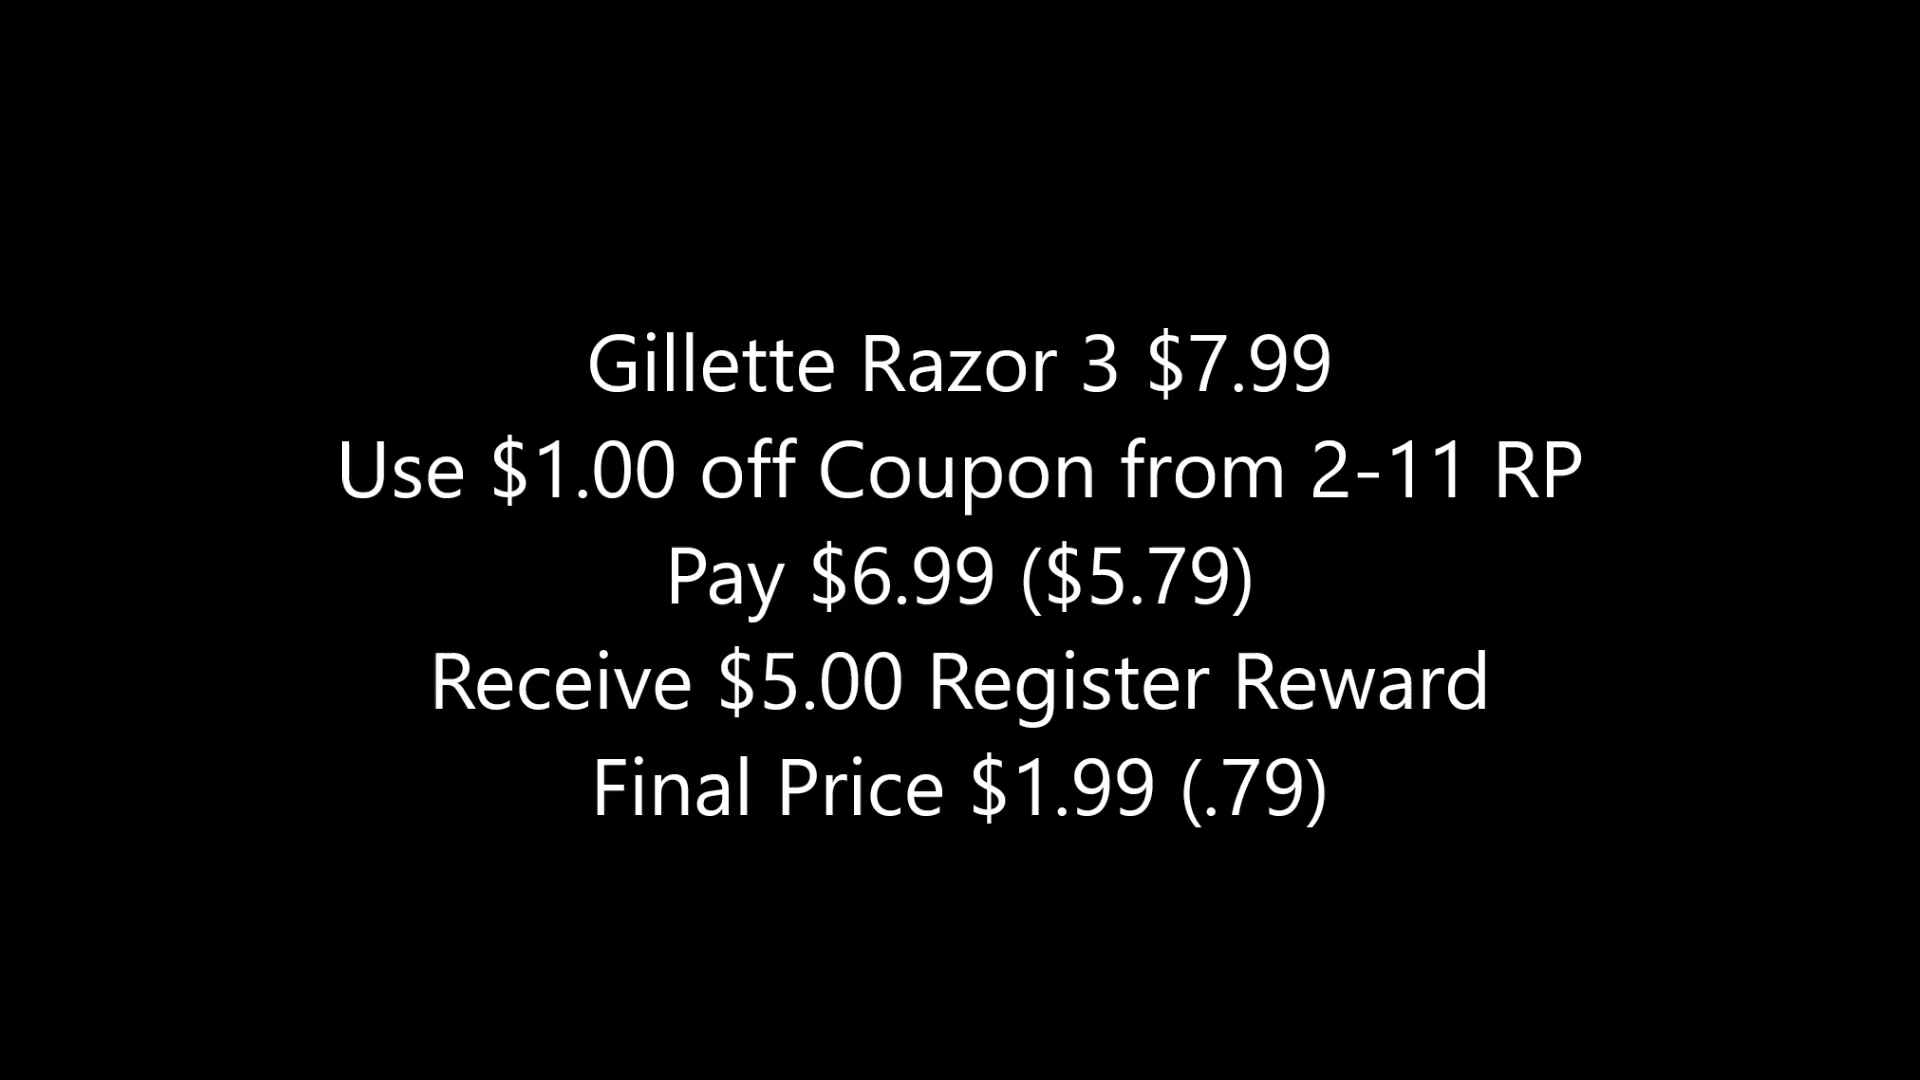 Gillette Razor 3 $7.99
Use $1.00 off Coupon from 2-11 RP
Pay $6.99 ($5.79)
Receive $5.00 Register Reward
Final Price $1.99 (.79)